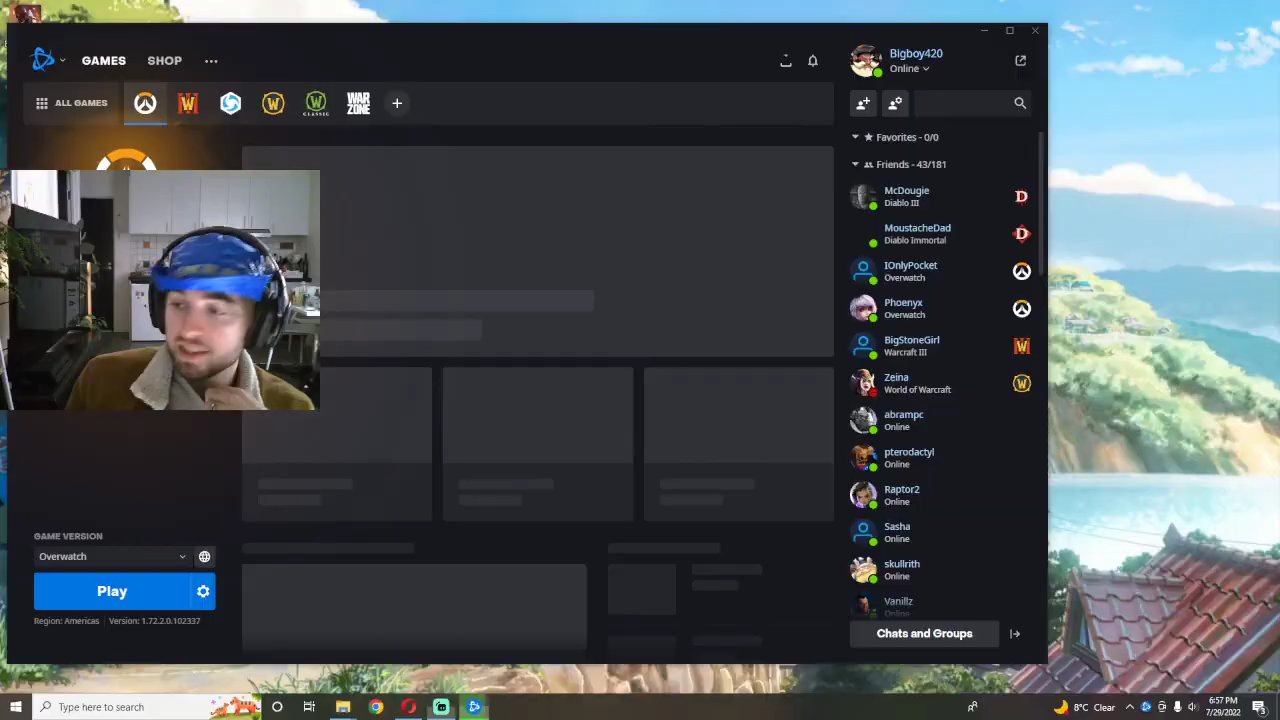 GAMES
SHOP
Bigboy420
Online
ALL GAMES
CLASSIC
WAR
ZONE
Favorites - 0/0
Friends - 43/181
McDougie
Diablo III
MoustacheDad
Diablo Immortal
IOnlyPocket
Overwatch
Phoenyx
Overwatch
BigStoneGirl
Warcraft III
Zeina
World of Warcraft
abrampc
Online
pterodactyl
Online
Raptor2
Online
Sasha
Online
skullrith
Online
Vanillz
Online
GAME VERSION
Overwatch
Play
Region: Americas | Version: 1.72.2.0.102337
Chats and Groups
Type here to search
8°C Clear
6:57 PM
7/29/2022